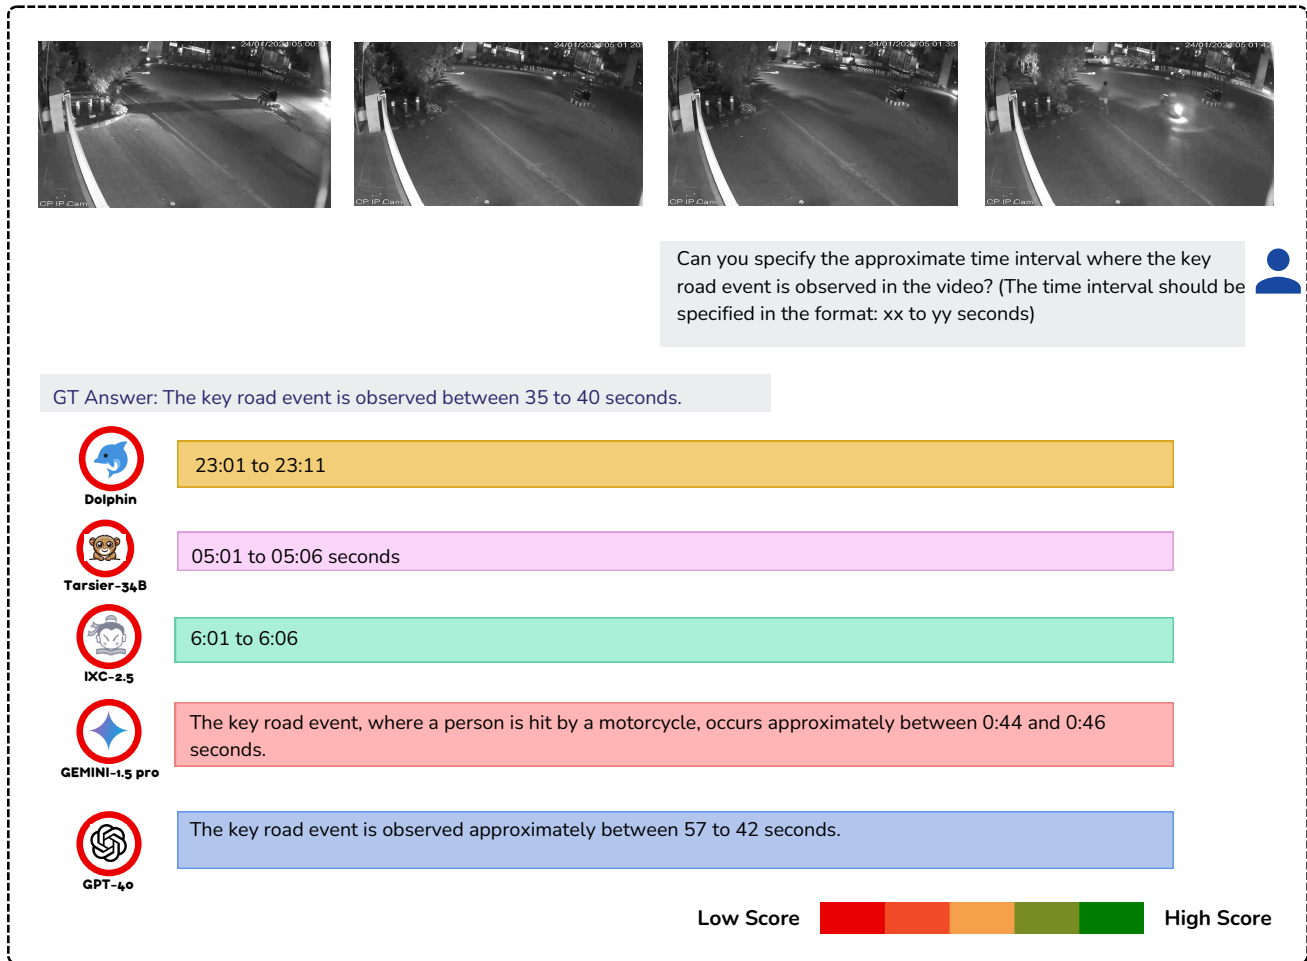 24/01/2024 05:00
24/01/2024 05:01:20
24/01/2024 05:01:35
24/01/2024 05:01:42
CP IP Cam
CP IP Cam
CP IP Cam
CP IP Cam
Can you specify the approximate time interval where the key
road event is observed in the video? (The time interval should be
specified in the format: xx to yy seconds)
GT Answer: The key road event is observed between 35 to 40 seconds.
Dolphin
23:01 to 23:11
Tarsier-34B
05:01 to 05:06 seconds
IXC-2.5
6:01 to 6:06
GEMINI-1.5 pro
The key road event, where a person is hit by a motorcycle, occurs approximately between 0:44 and 0:46
seconds.
GPT-4o
The key road event is observed approximately between 57 to 42 seconds.
Low Score
High Score